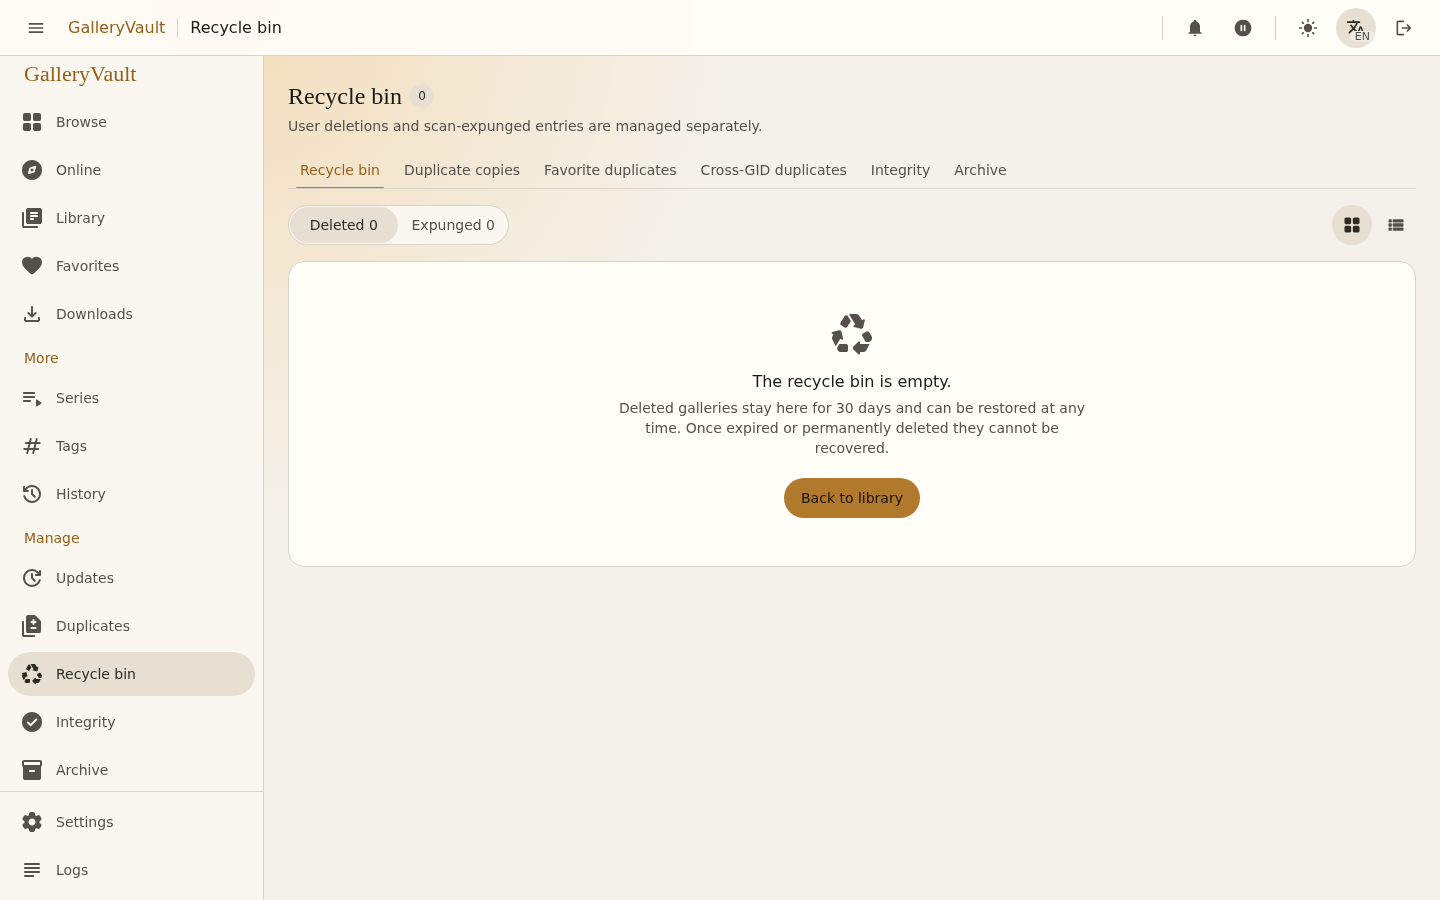 GalleryVault
Recycle bin
EN
GalleryVault
Browse
Online
Library
Favorites
Downloads
More
Series
Tags
History
Manage
Updates
Duplicates
Recycle bin
Integrity
Archive
Settings
Logs
Recycle bin 0
User deletions and scan-expunged entries are managed separately.
Recycle bin Duplicate copies Favorite duplicates Cross-GID duplicates Integrity Archive
Deleted 0 Expunged 0
The recycle bin is empty.
Deleted galleries stay here for 30 days and can be restored at any
time. Once expired or permanently deleted they cannot be
recovered.
Back to library